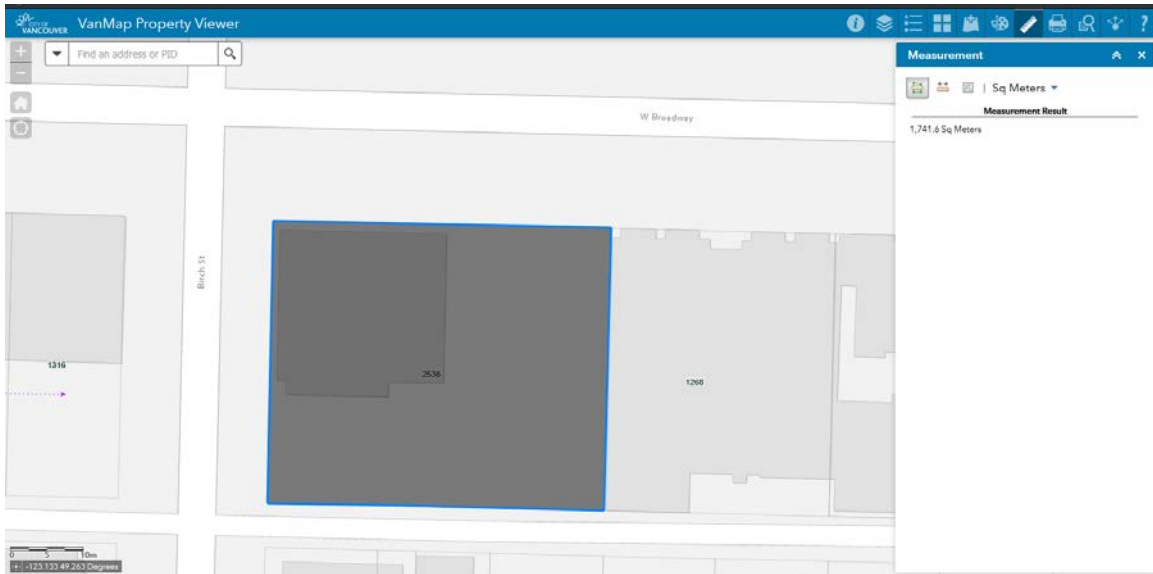 CITY OF
VANCOUVER
VanMap Property Viewer
Find an address or PID
Measurement
| Sq Meters
Measurement Result
1,741.6 Sq Meters
W Broadway
Birch St
1316
2538
1268
0 5 10m
-123.133 49.263 Degrees